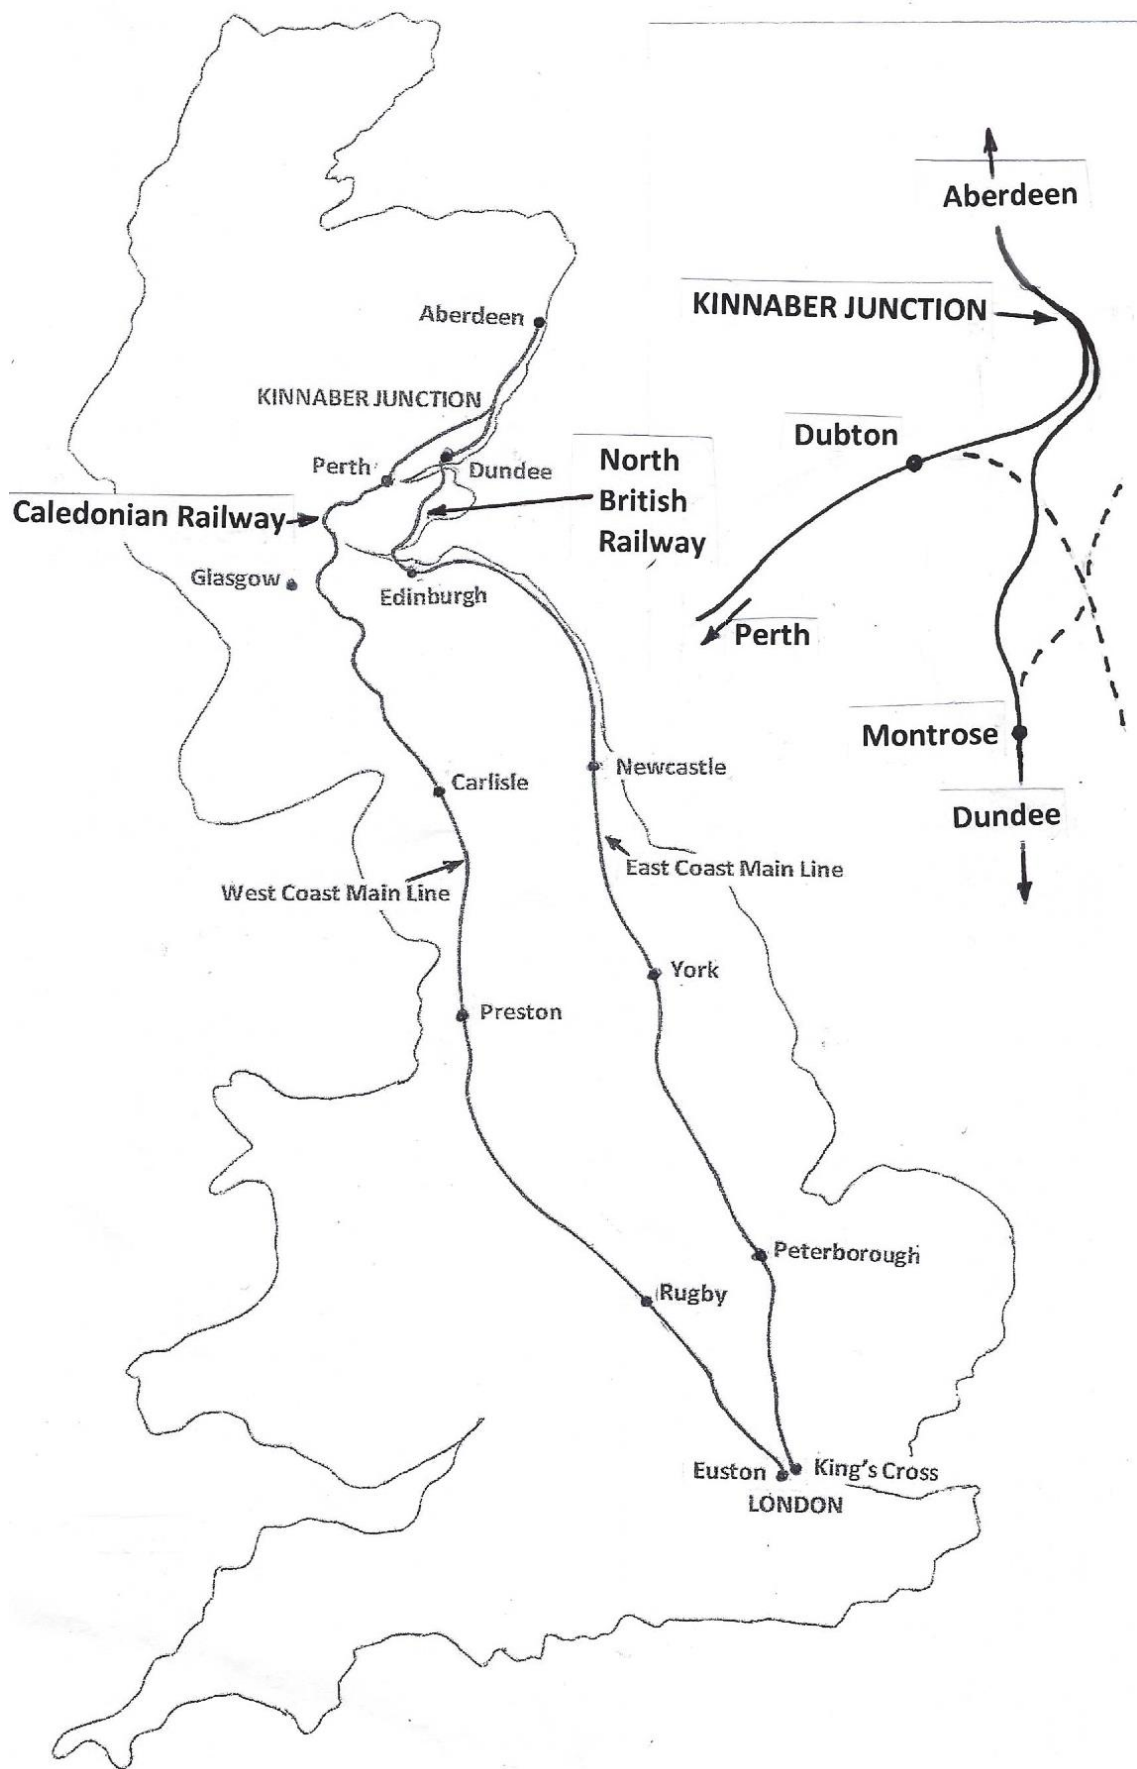 Aberdeen
KINNABER JUNCTION
Dubton
Perth
Montrose
Dundee
Aberdeen
KINNABER JUNCTION
Perth
Dundee
North
British
Railway
Caledonian Railway
Glasgow
Edinburgh
Newcastle
Carlisle
East Coast Main Line
West Coast Main Line
York
Preston
Peterborough
Rugby
Euston
King's Cross
LONDON